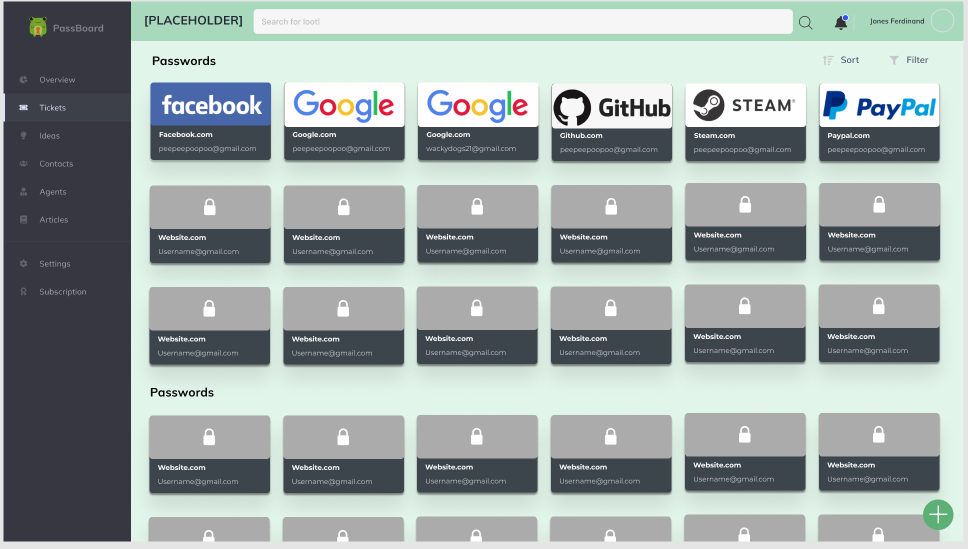 PassBoard
Overview
Tickets
Ideas
Contacts
Agents
Articles
Settings
Subscription
[PLACEHOLDER]
Search for loot!
Jones Ferdinand
Passwords
Sort
Filter
facebook
Google
Google
GitHub
STEAM
PayPal
Facebook.com
Google.com
Google.com
Github.com
Steam.com
Paypal.com
peepeepoopoo@gmail.com
peepeepoopoo@gmail.com
wackydogs21@gmail.com
peepeepoopoo@gmail.com
peepeepoopoo@gmail.com
peepeepoopoo@gmail.com
Website.com
Website.com
Website.com
Website.com
Website.com
Website.com
Username@gmail.com
Username@gmail.com
Username@gmail.com
Username@gmail.com
Username@gmail.com
Username@gmail.com
Website.com
Website.com
Website.com
Website.com
Website.com
Website.com
Username@gmail.com
Username@gmail.com
Username@gmail.com
Username@gmail.com
Username@gmail.com
Username@gmail.com
Passwords
Website.com
Website.com
Website.com
Website.com
Website.com
Website.com
Username@gmail.com
Username@gmail.com
Username@gmail.com
Username@gmail.com
Username@gmail.com
Username@gmail.com